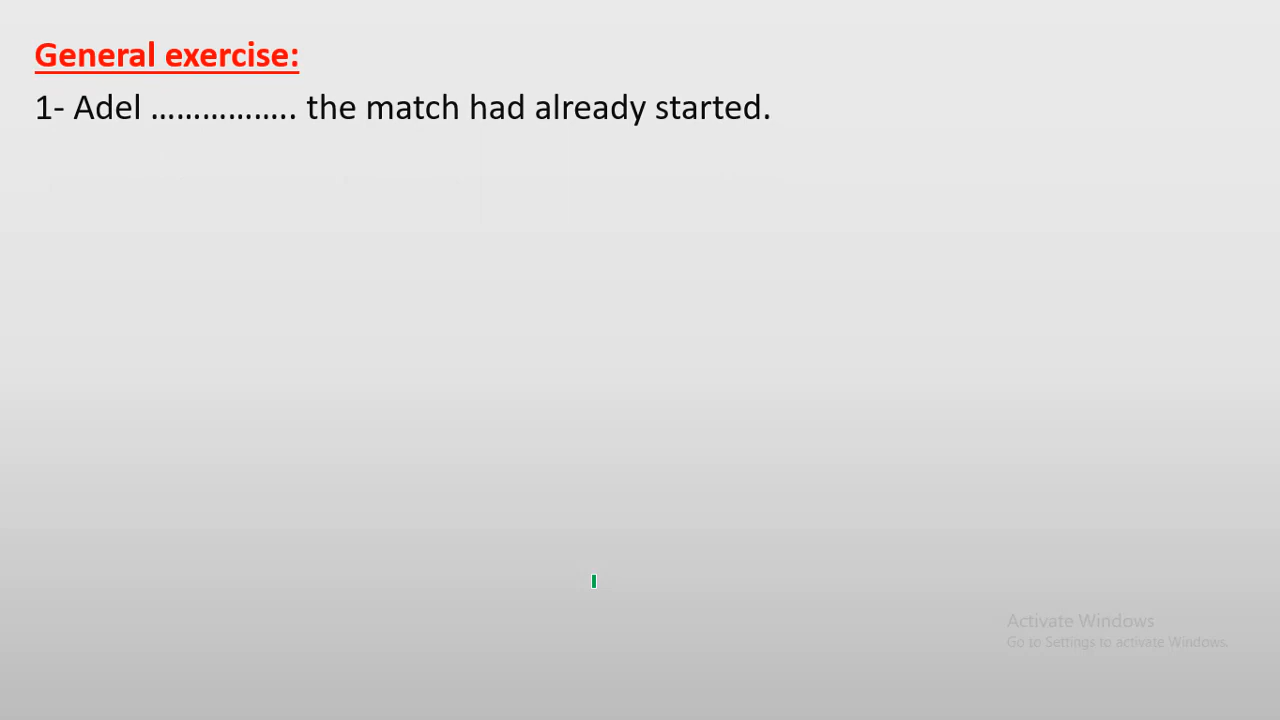 General exercise:
1- Adel …………….. the match had already started.
Activate Windows
Go to Settings to activate Windows.